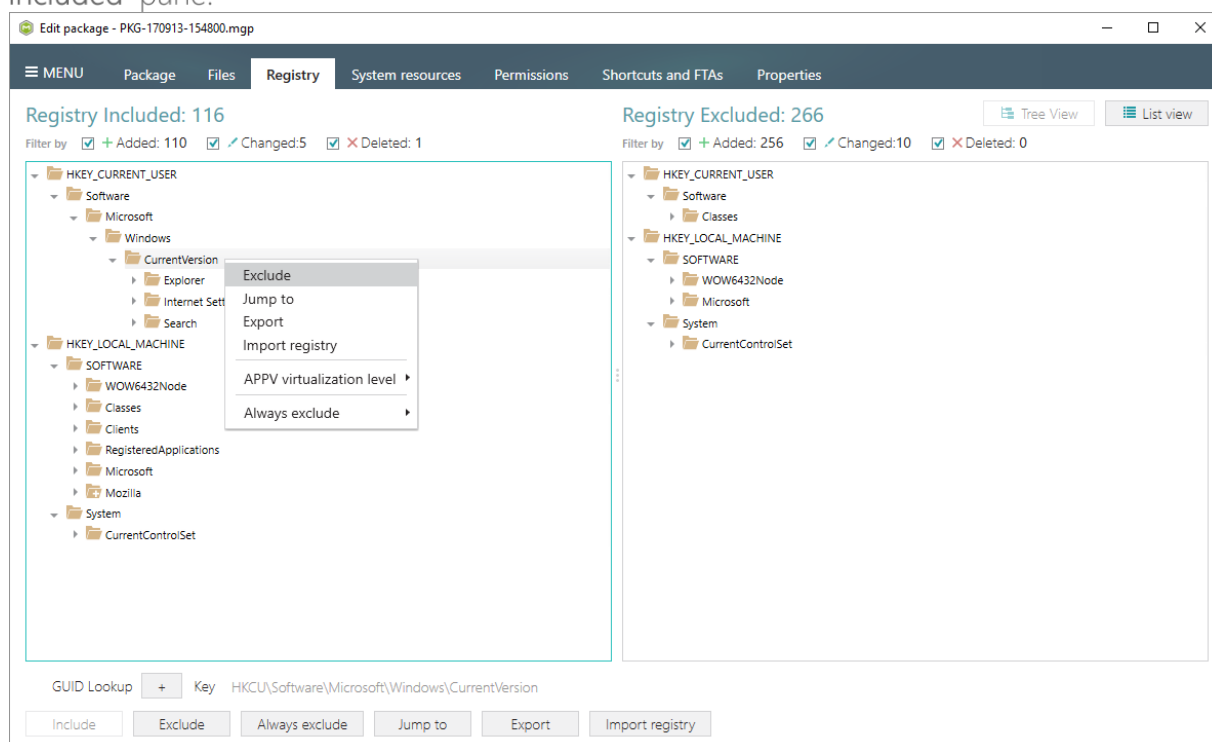 included pane.
Edit package - PKG-170913-154800.mgp
MENU Package Files Registry System resources Permissions Shortcuts and FTAs Properties
Registry Included: 116
Filter by + Added: 110 Changed:5 Deleted: 1
HKEY_CURRENT_USER
Software
Microsoft
Windows
CurrentVersion
Explorer
Internet Sett
Search
HKEY_LOCAL_MACHINE
SOFTWARE
WOW6432Node
Classes
Clients
RegisteredApplications
Microsoft
Mozilla
System
CurrentControlSet
Exclude
Jump to
Export
Import registry
APPV virtualization level
Always exclude
Registry Excluded: 266
Tree View List view
Filter by + Added: 256 Changed:10 Deleted: 0
HKEY_CURRENT_USER
Software
Classes
HKEY_LOCAL_MACHINE
SOFTWARE
WOW6432Node
Microsoft
System
CurrentControlSet
GUID Lookup + Key HKCU\Software\Microsoft\Windows\CurrentVersion
Include Exclude Always exclude Jump to Export Import registry